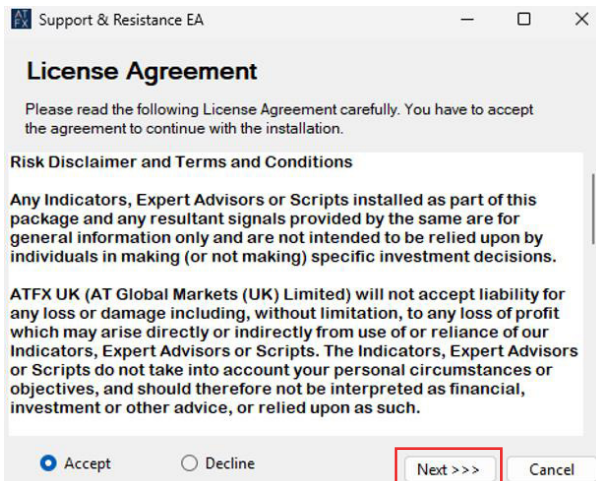 AT
FX
Support & Resistance EA
License Agreement
Please read the following License Agreement carefully. You have to accept
the agreement to continue with the installation.
Risk Disclaimer and Terms and Conditions
Any Indicators, Expert Advisors or Scripts installed as part of this
package and any resultant signals provided by the same are for
general information only and are not intended to be relied upon by
individuals in making (or not making) specific investment decisions.
ATFX UK (AT Global Markets (UK) Limited) will not accept liability for
any loss or damage including, without limitation, to any loss of profit
which may arise directly or indirectly from use of or reliance of our
Indicators, Expert Advisors or Scripts. The Indicators, Expert Advisors
or Scripts do not take into account your personal circumstances or
objectives, and should therefore not be interpreted as financial,
investment or other advice, or relied upon as such.
Accept Decline Next >>> Cancel